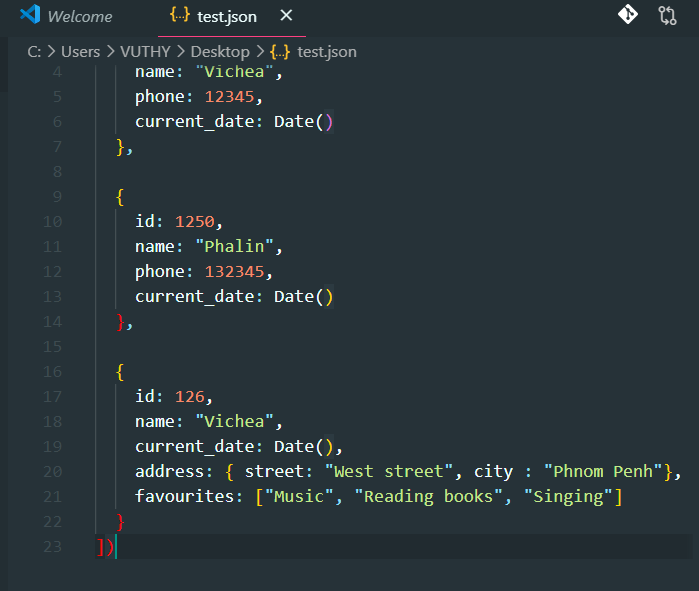 Welcome {..} test.json ×
C: > Users > VUTHY > Desktop > {..} test.json
4 name: "Vichea",
5 phone: 12345,
6 current_date: Date()
7 },
8
9 {
10 id: 1250,
11 name: "Phalin",
12 phone: 132345,
13 current_date: Date()
14 },
15
16 {
17 id: 126,
18 name: "Vichea",
19 current_date: Date(),
20 address: { street: "West street", city : "Phnom Penh"},
21 favourites: ["Music", "Reading books", "Singing"]
22 }
23 ])